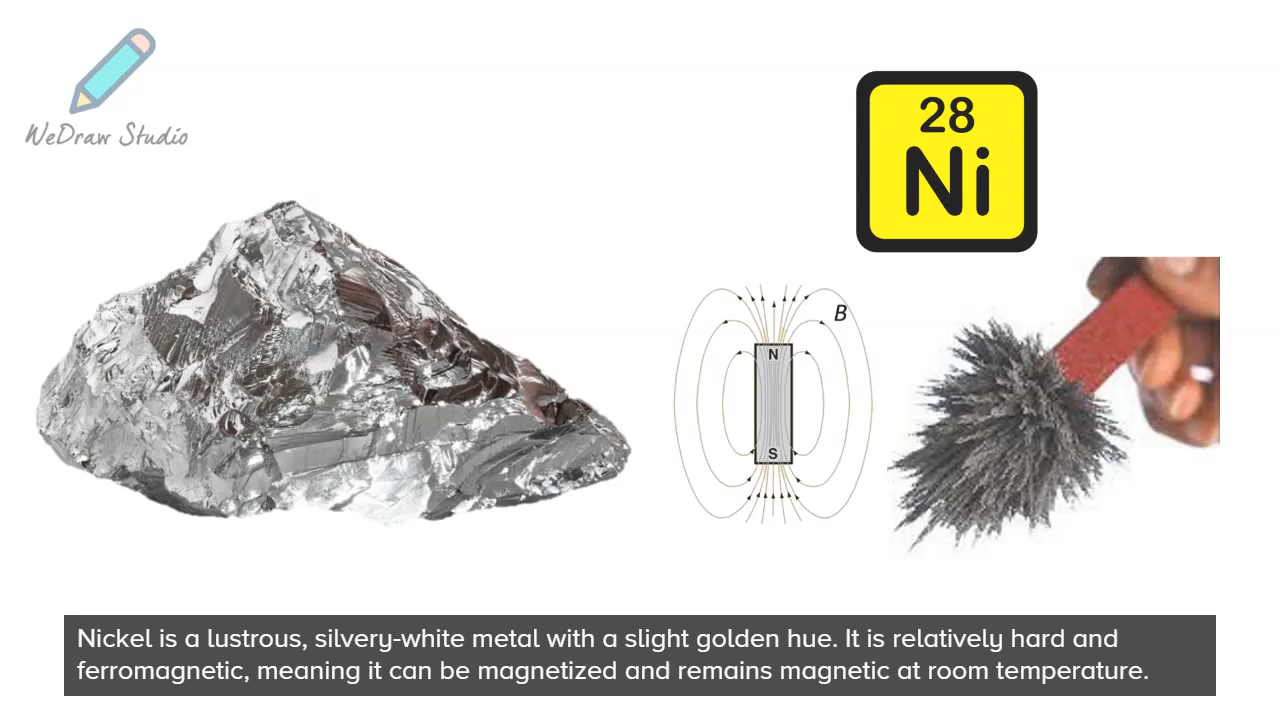 WeDraw Studio
28
Ni
B
N
S
Nickel is a lustrous, silvery-white metal with a slight golden hue. It is relatively hard and
ferromagnetic, meaning it can be magnetized and remains magnetic at room temperature.